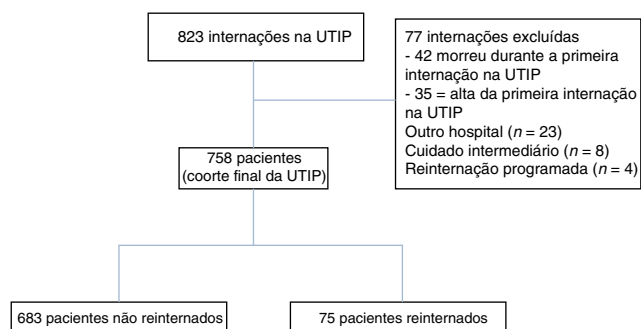 823 internações na UTIP
77 internações excluídas
- 42 morreu durante a primeira
internação na UTIP
- 35 = alta da primeira internação
na UTIP
Outro hospital (n = 23)
Cuidado intermediário (n = 8)
Reinternação programada (n = 4)
758 pacientes
(coorte final da UTIP)
683 pacientes não reinternados
75 pacientes reinternados